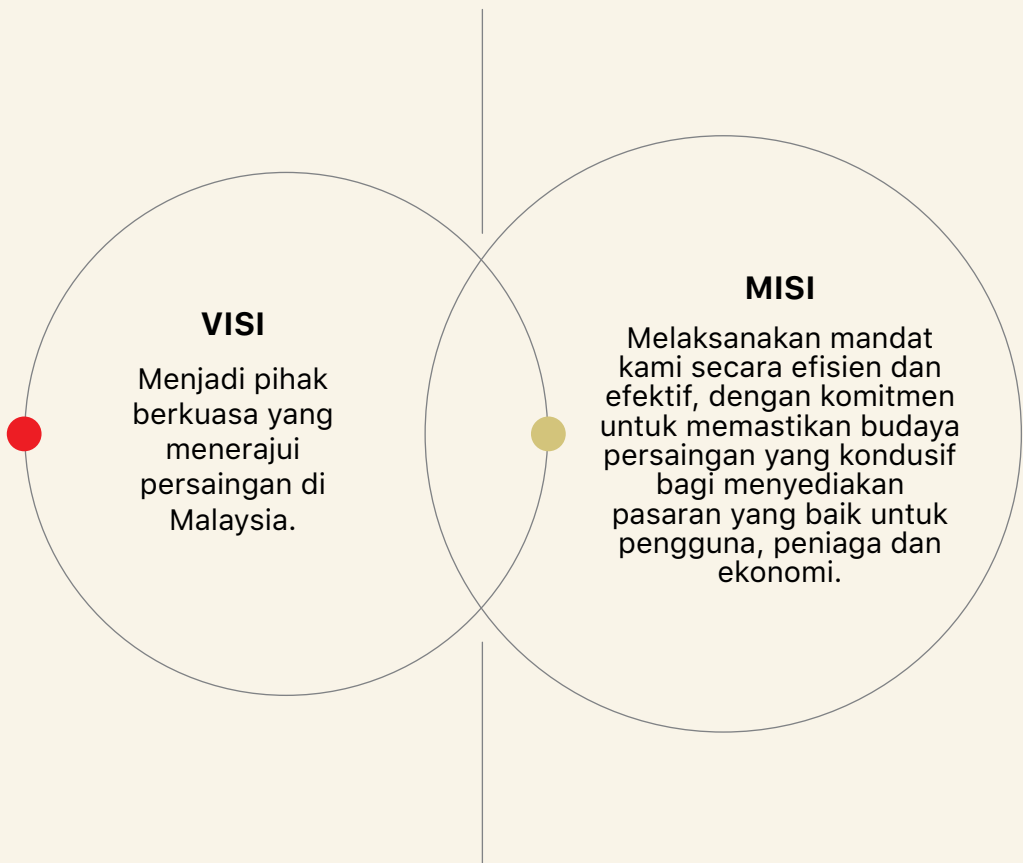 VISI
Menjadi pihak
berkuasa yang
menerajui
persaingan di
Malaysia.
MISI
Melaksanakan mandat
kami secara efisien dan
efektif, dengan komitmen
untuk memastikan budaya
persaingan yang kondusif
bagi menyediakan
pasaran yang baik untuk
pengguna, peniaga dan
ekonomi.